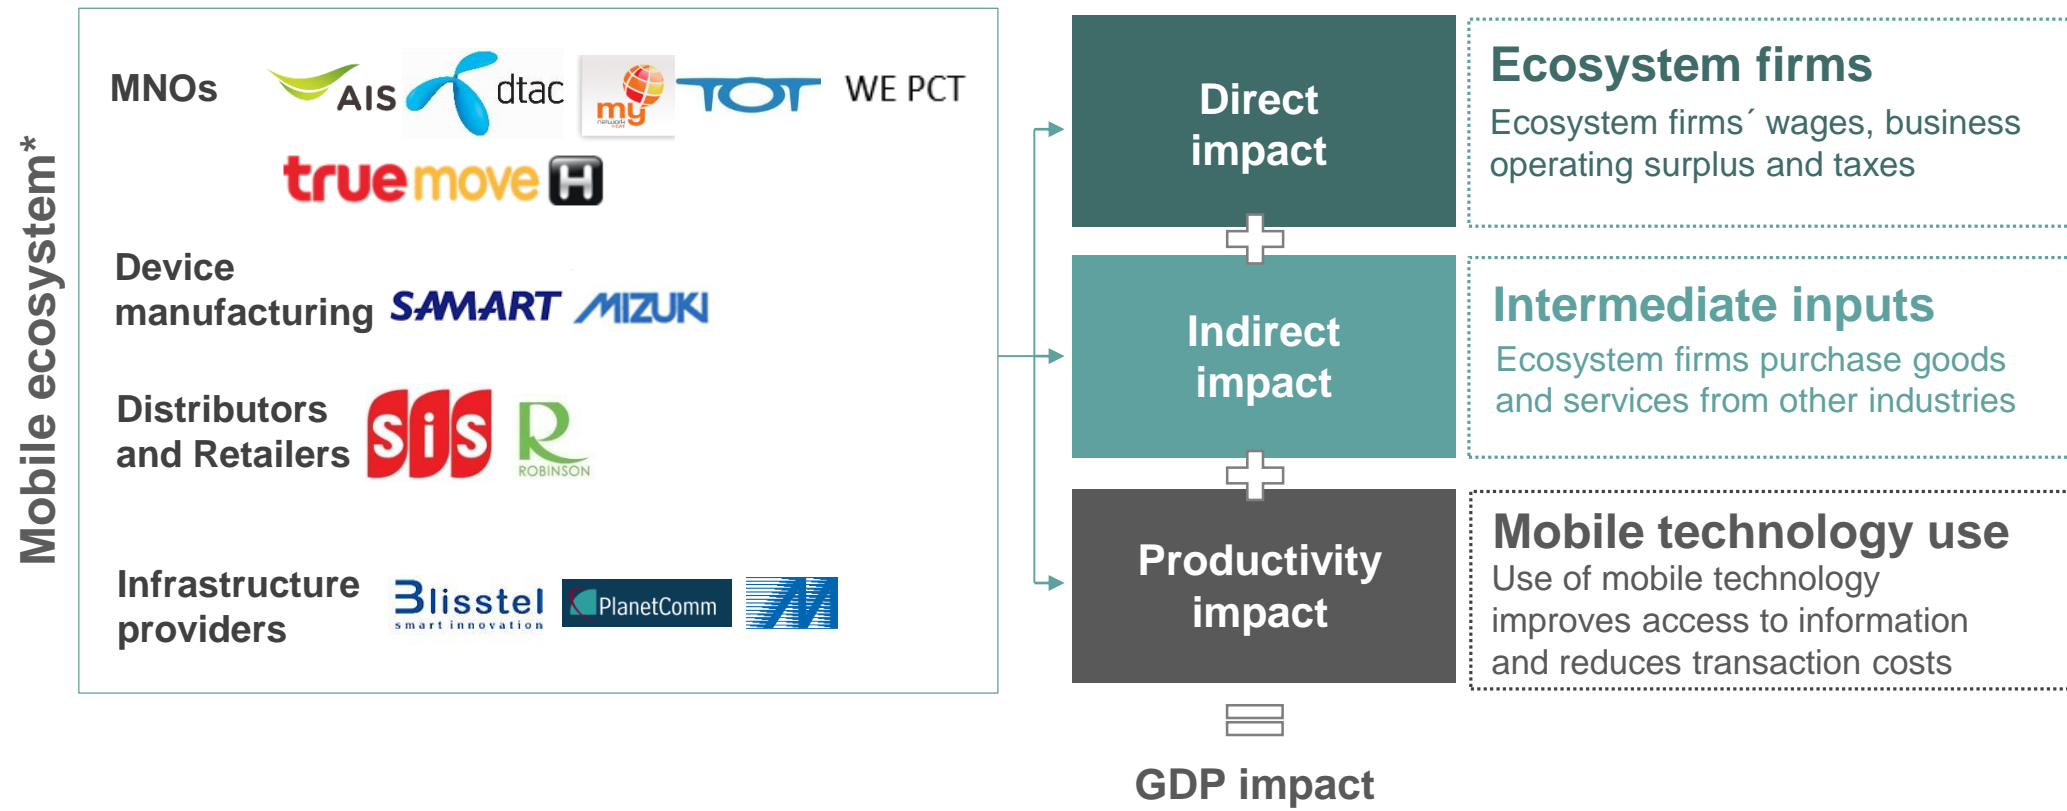 Mobile ecosystem*
MNOs
AIS
dtac
my
TOT
WE PCT
truemove H
Device
manufacturing
SAMART
MIZUKI
Distributors
and Retailers
SiS
R
ROBINSON
Infrastructure
providers
Blisstel
smart innovation
PlanetComm
Direct
impact
Indirect
impact
Productivity
impact
GDP impact
Ecosystem firms
Ecosystem firms´ wages, business
operating surplus and taxes
Intermediate inputs
Ecosystem firms purchase goods
and services from other industries
Mobile technology use
Use of mobile technology
improves access to information
and reduces transaction costs